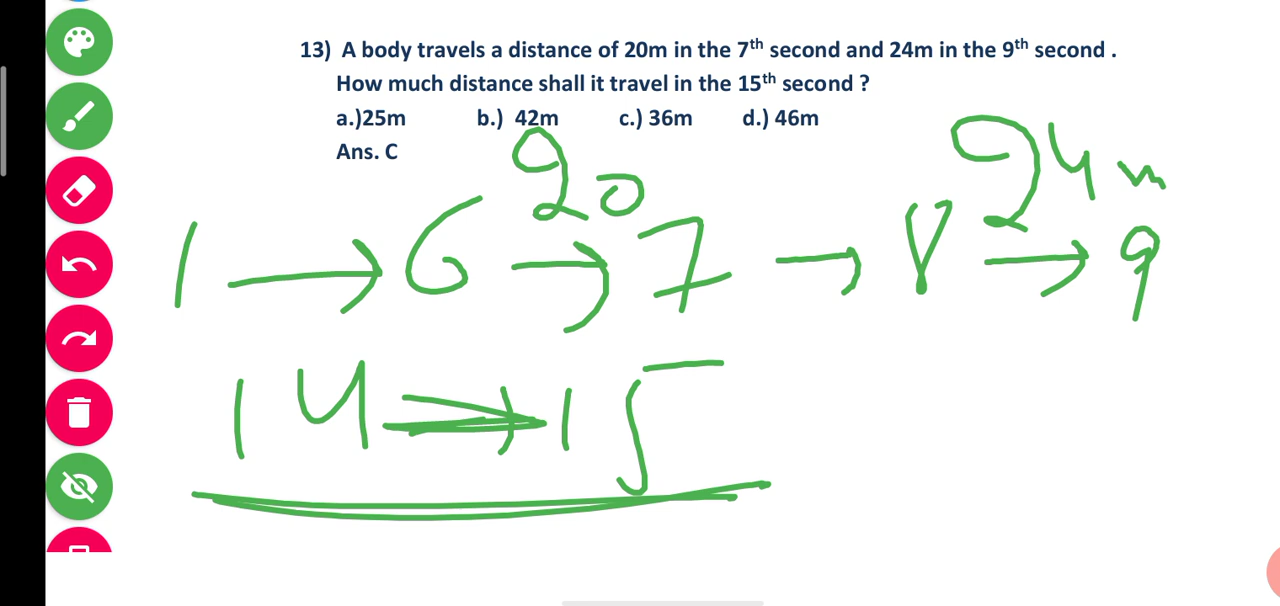 13) A body travels a distance of 20m in the 7th second and 24m in the 9th second .
How much distance shall it travel in the 15th second ?
a.)25m b.) 42m c.) 36m d.) 46m
Ans. C
20 24m
1 → 6 → 7 → 8 → 9
14 → 15